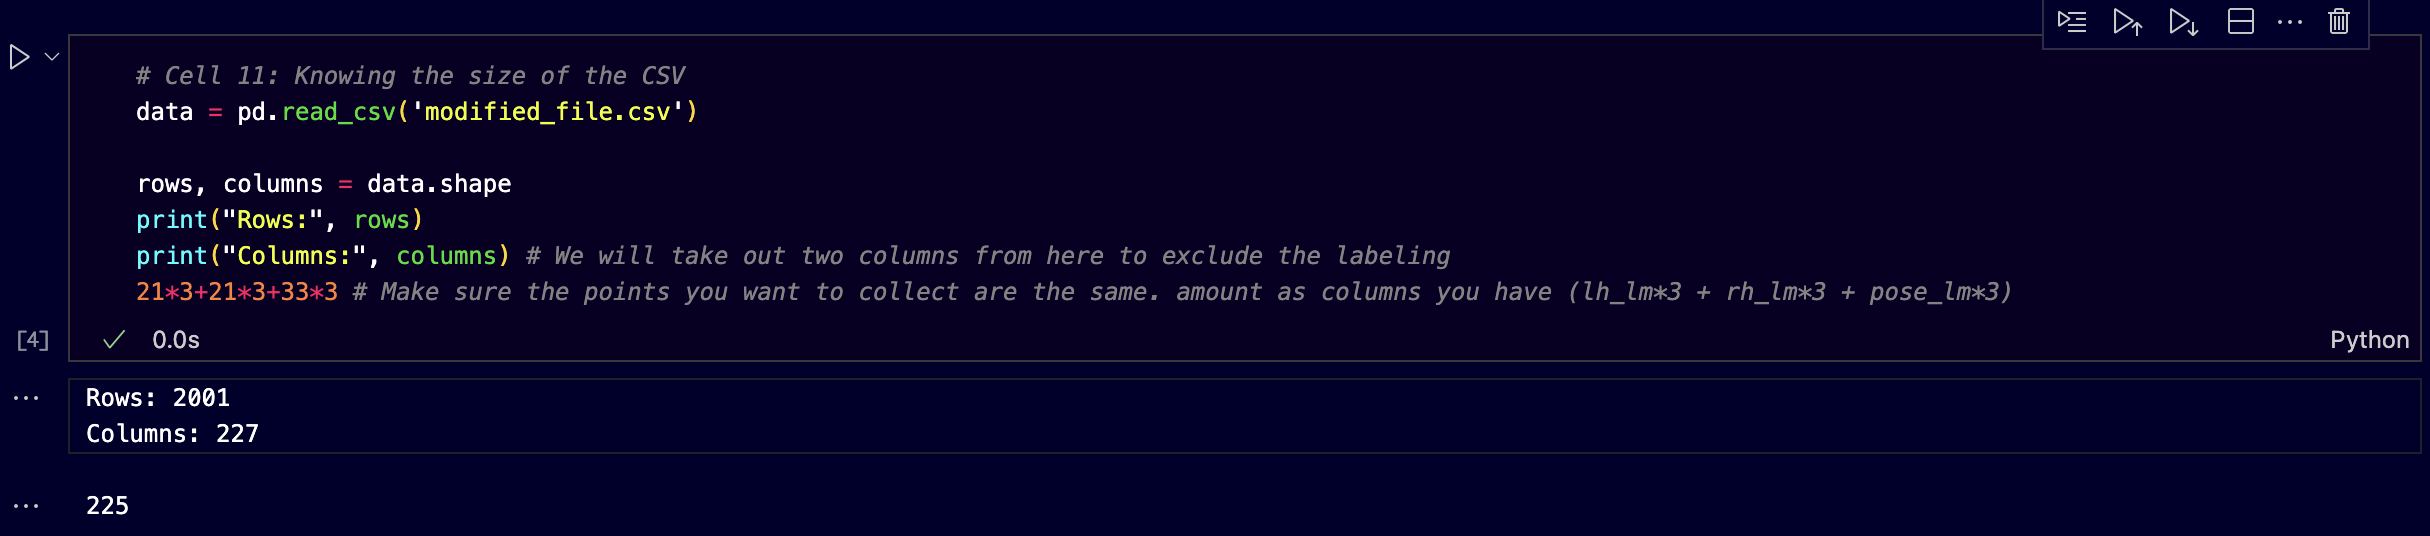 # Cell 11: Knowing the size of the CSV
data = pd.read_csv('modified_file.csv')
rows, columns = data.shape
print("Rows:", rows)
print("Columns:", columns) # We will take out two columns from here to exclude the labeling
21*3+21*3+33*3 # Make sure the points you want to collect are the same. amount as columns you have (lh_lm*3 + rh_lm*3 + pose_lm*3)
[4] 0.0s Python
Rows: 2001
Columns: 227
225